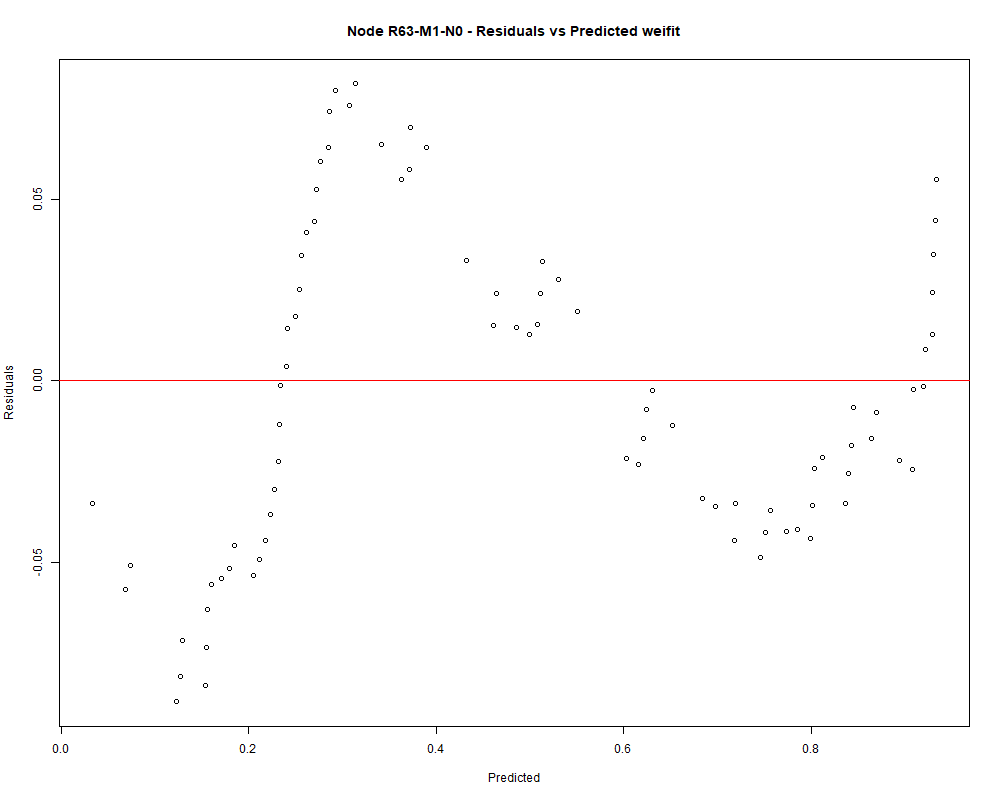 Node R63-M1-N0 - Residuals vs Predicted weifit
Residuals
0.05
0.00
-0.05
0.0 0.2 0.4 0.6 0.8
Predicted